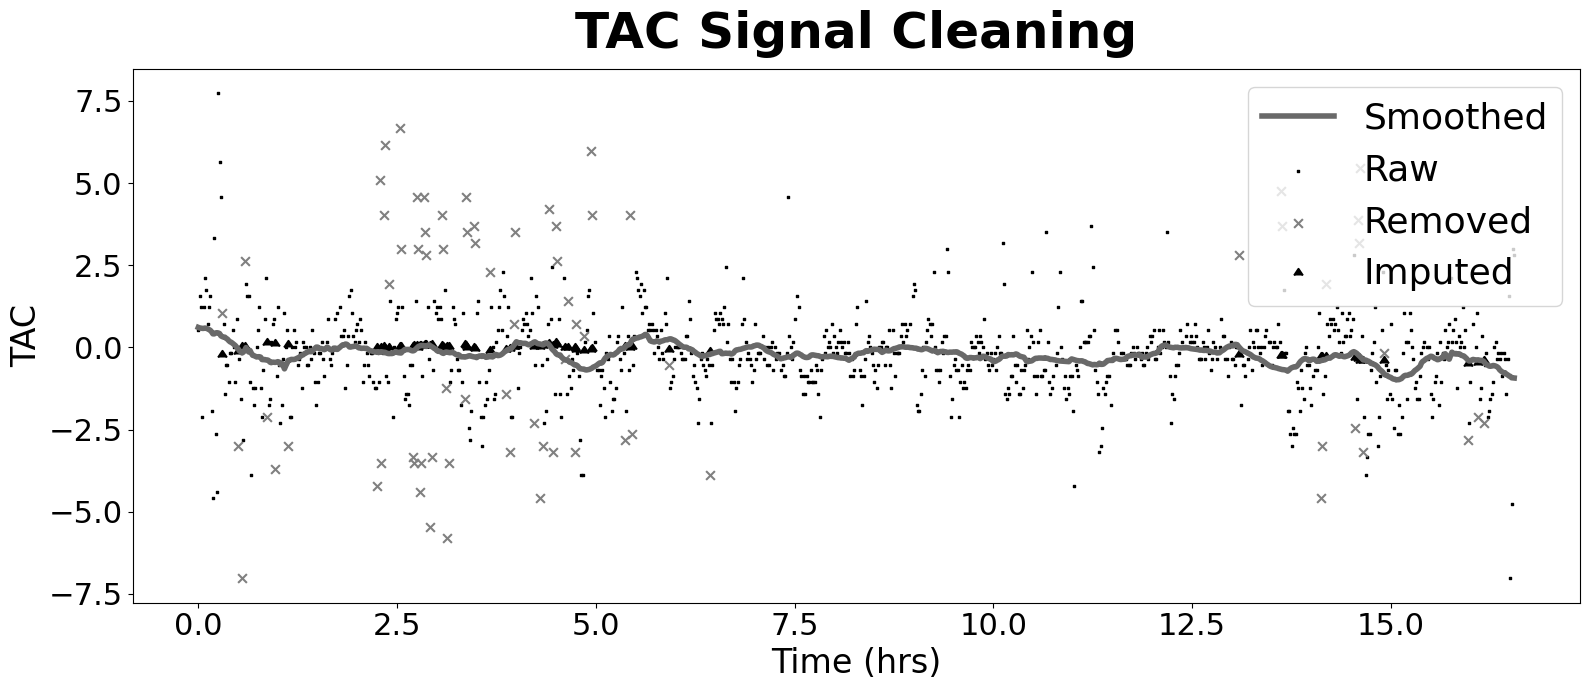 TAC Signal Cleaning
TAC
7.5
5.0
2.5
0.0
−2.5
−5.0
−7.5
Smoothed
Raw
Removed
Imputed
0.0 2.5 5.0 7.5 10.0 12.5 15.0
Time (hrs)